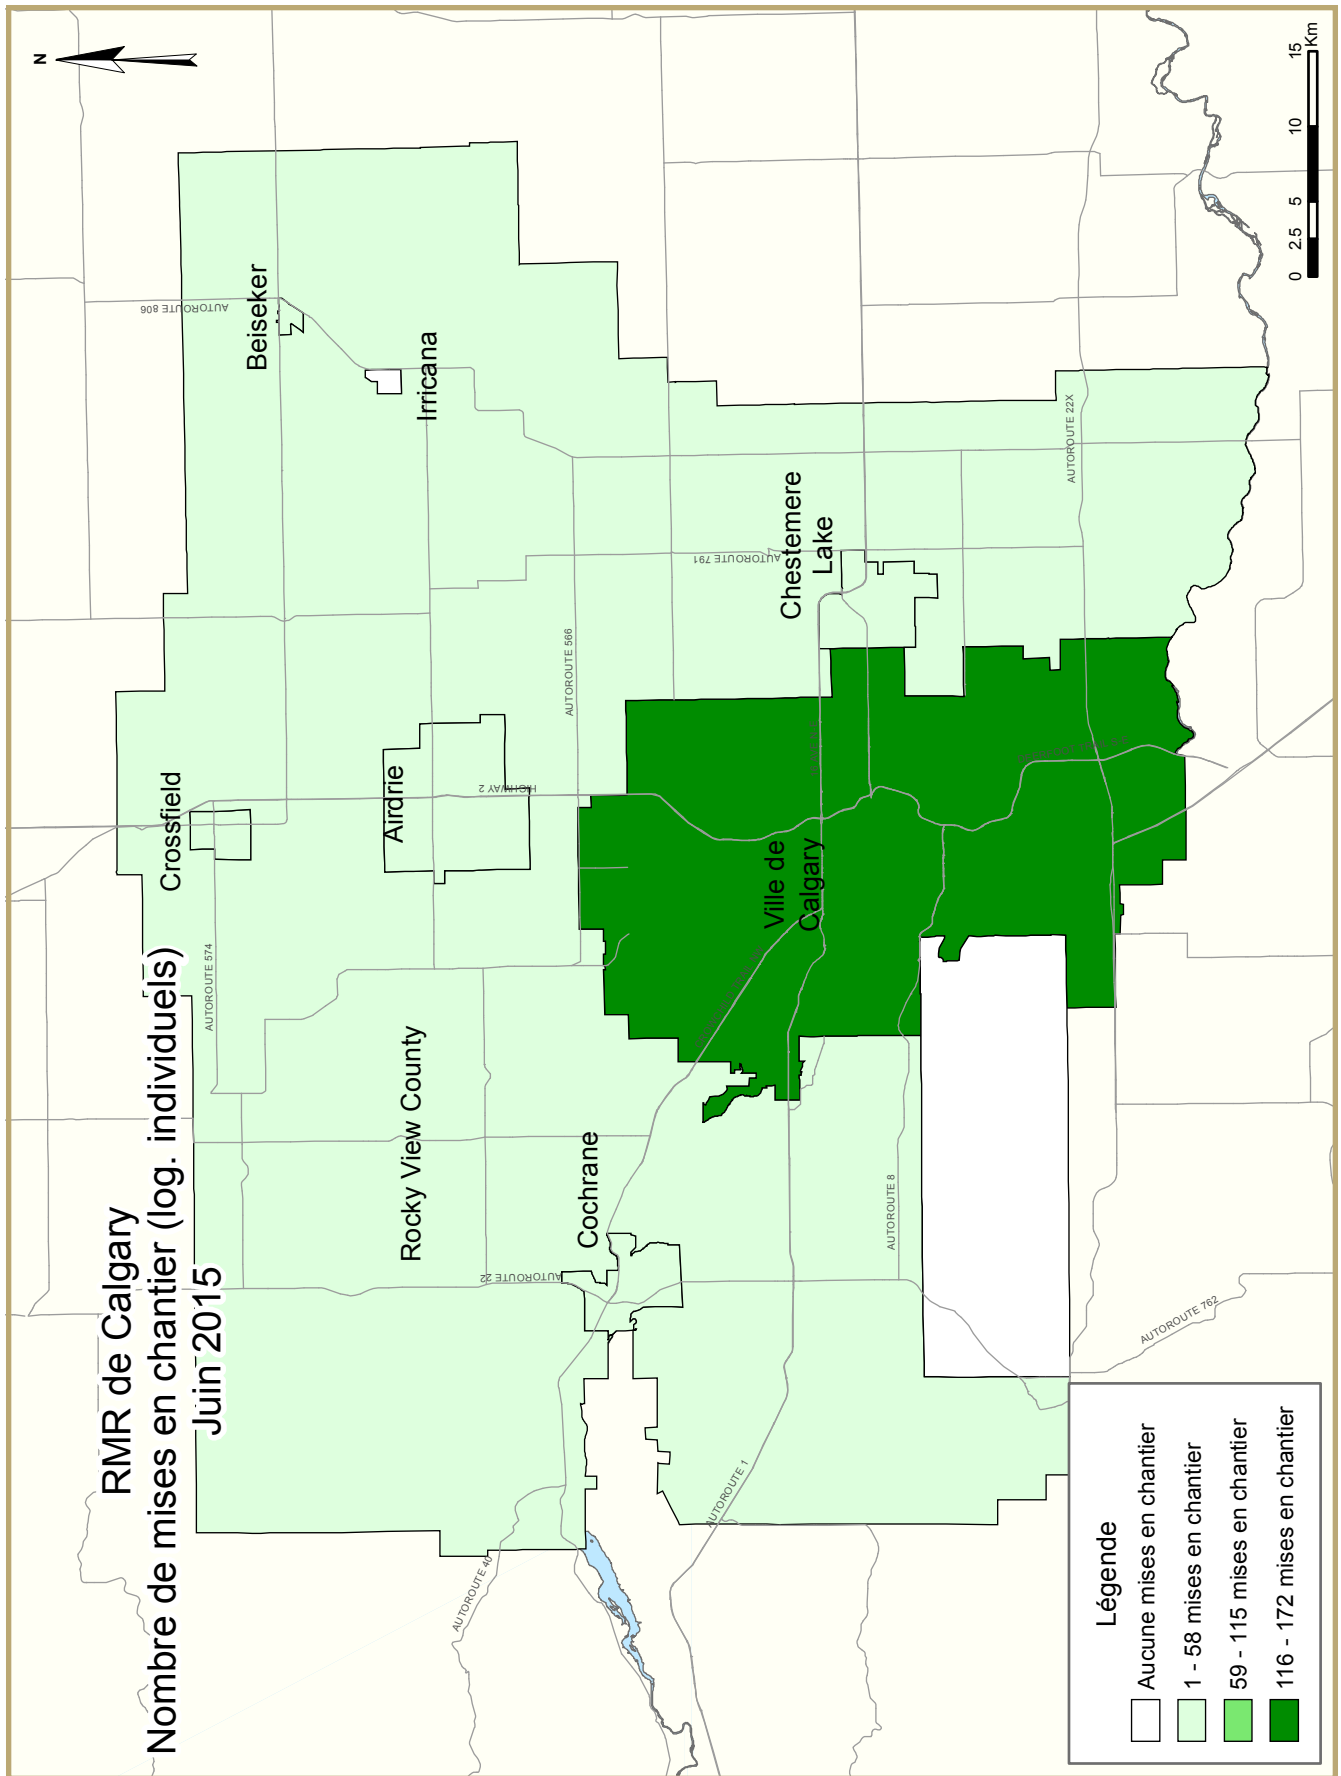 RMR de Calgary
Nombre de mises en chantier (log. individuels)
Juin 2015
N
Crossfield
Beiseker
Irricana
Airdrie
Rocky View County
Cochrane
Chestemere
Lake
Ville de
Calgary
AUTOROUTE 574
AUTOROUTE 806
AUTOROUTE 566
HIGHWAY 2
AUTOROUTE 22
AUTOROUTE 791
AUTOROUTE 40
AUTOROUTE 1
AUTOROUTE 8
AUTOROUTE 22X
AUTOROUTE 762
Légende
Aucune mises en chantier
1 - 58 mises en chantier
59 - 115 mises en chantier
116 - 172 mises en chantier
0 2.5 5 10 15
Km